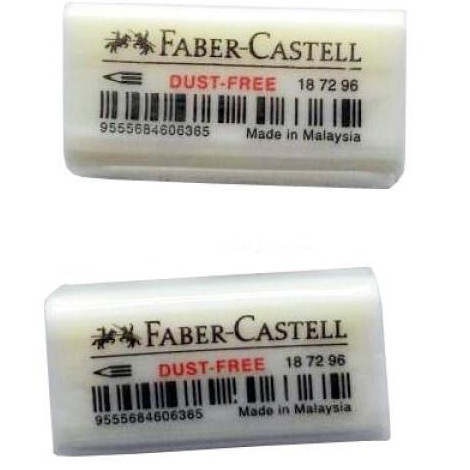 FABER-CASTELL
DUST-FREE 18 72 96
9555684606365 Made in Malaysia
FABER-CASTELL
DUST-FREE 18 72 96
9555684606365 Made in Malaysia